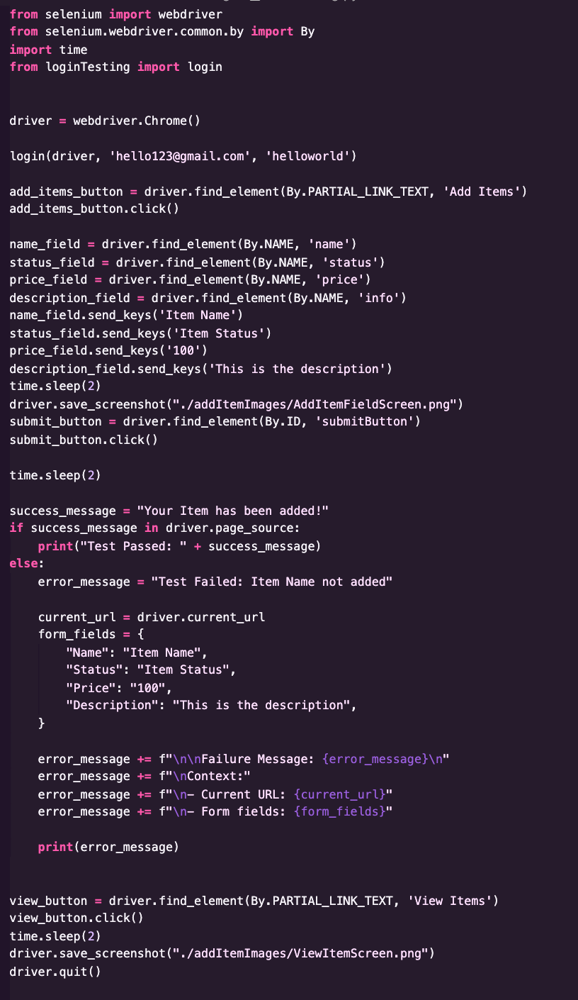 from selenium import webdriver
from selenium.webdriver.common.by import By
import time
from loginTesting import login
driver = webdriver.Chrome()
login(driver, 'hello123@gmail.com', 'helloworld')
add_items_button = driver.find_element(By.PARTIAL_LINK_TEXT, 'Add Items')
add_items_button.click()
name_field = driver.find_element(By.NAME, 'name')
status_field = driver.find_element(By.NAME, 'status')
price_field = driver.find_element(By.NAME, 'price')
description_field = driver.find_element(By.NAME, 'info')
name_field.send_keys('Item Name')
status_field.send_keys('Item Status')
price_field.send_keys('100')
description_field.send_keys('This is the description')
time.sleep(2)
driver.save_screenshot("./addItemImages/AddItemFieldScreen.png")
submit_button = driver.find_element(By.ID, 'submitButton')
submit_button.click()
time.sleep(2)
success_message = "Your Item has been added!"
if success_message in driver.page_source:
    print("Test Passed: " + success_message)
else:
    error_message = "Test Failed: Item Name not added"
    current_url = driver.current_url
    form_fields = {
        "Name": "Item Name",
        "Status": "Item Status",
        "Price": "100",
        "Description": "This is the description",
    }
    error_message += f"\n\nFailure Message: {error_message}\n"
    error_message += f"\nContext:"
    error_message += f"\n- Current URL: {current_url}"
    error_message += f"\n- Form fields: {form_fields}"
    print(error_message)
view_button = driver.find_element(By.PARTIAL_LINK_TEXT, 'View Items')
view_button.click()
time.sleep(2)
driver.save_screenshot("./addItemImages/ViewItemScreen.png")
driver.quit()